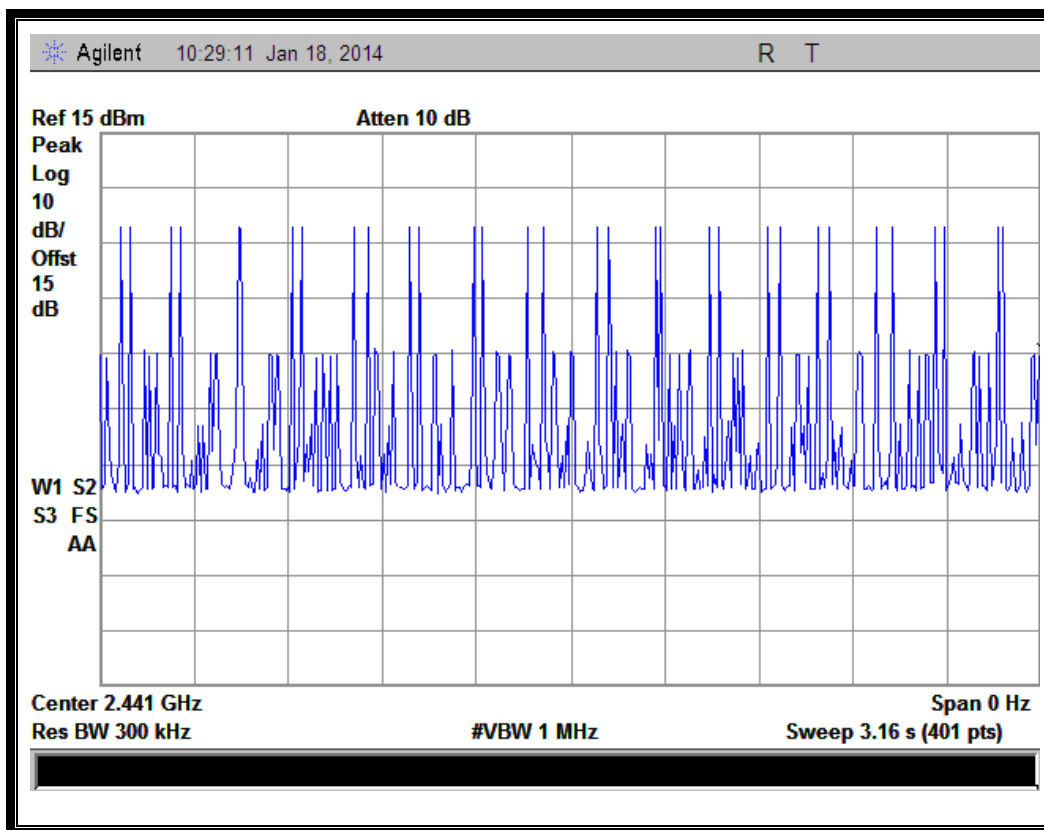 Agilent 10:29:11 Jan 18, 2014 R T
Ref 15 dBm Atten 10 dB
Peak
Log
10
dB/
Offst
15
dB
W1 S2
S3 FS
AA
Center 2.441 GHz Span 0 Hz
Res BW 300 kHz #VBW 1 MHz Sweep 3.16 s (401 pts)